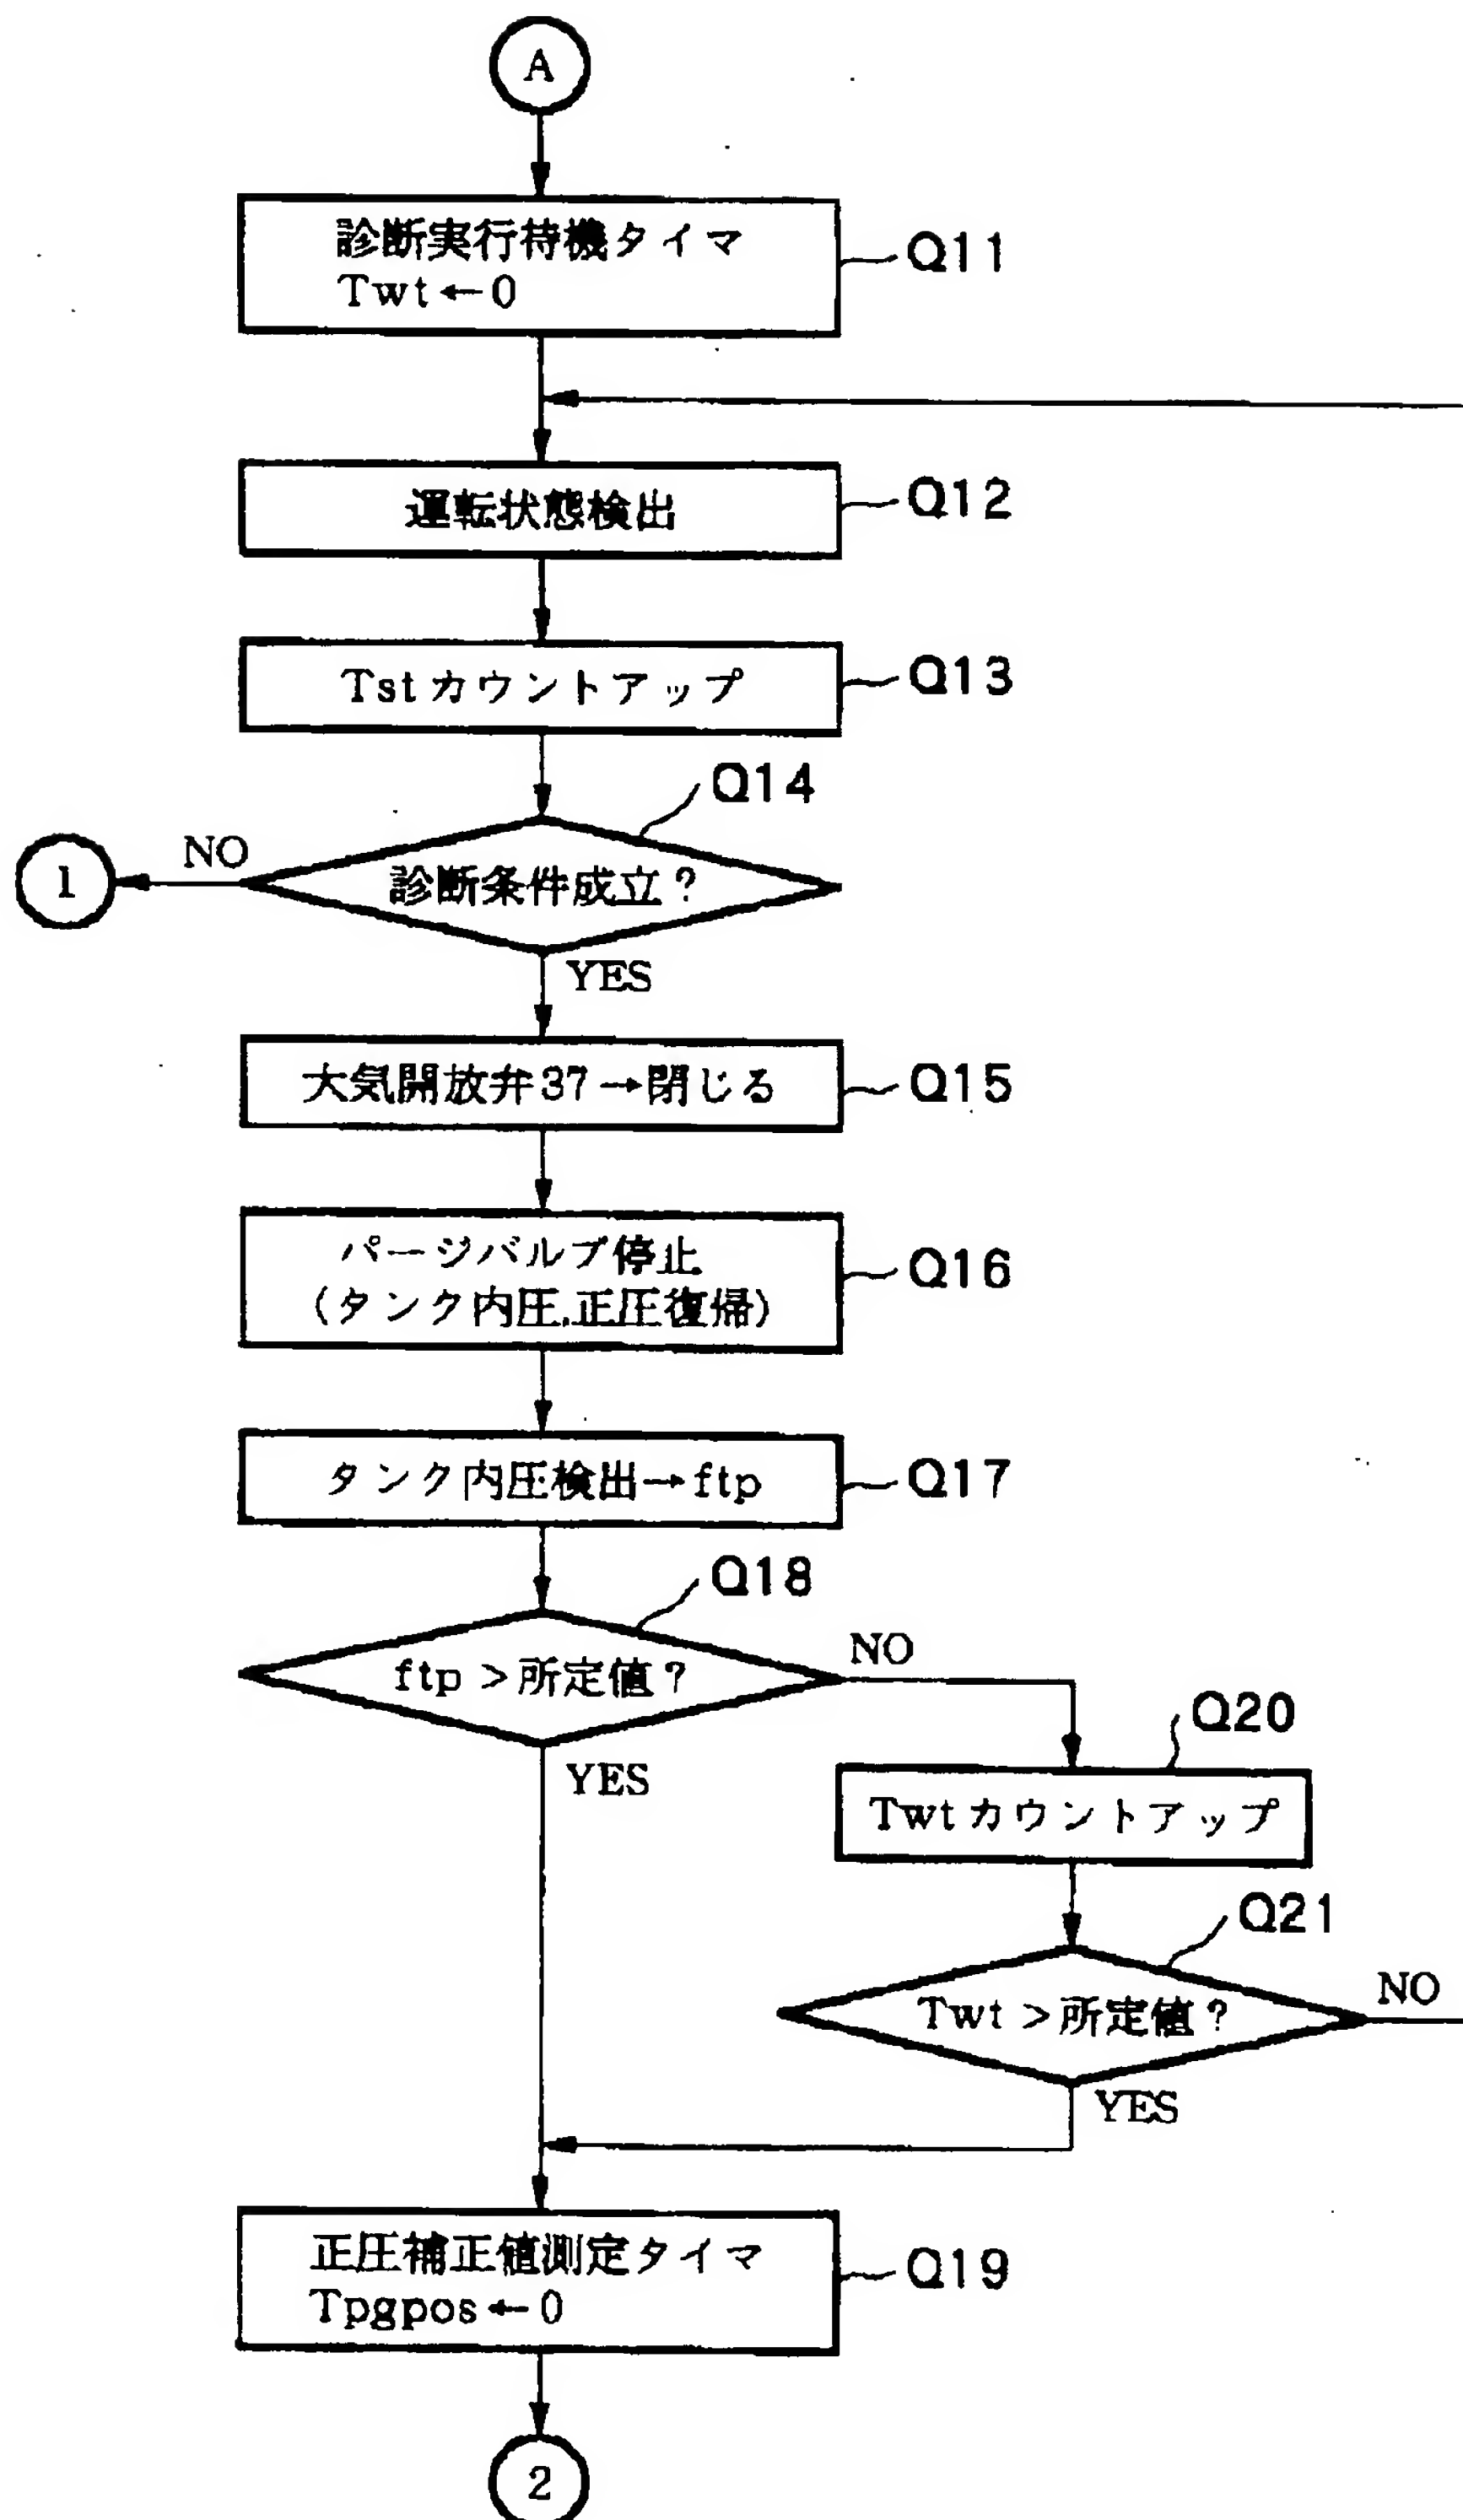 A
診断実行待機タイマ
Twt←0
Q11
運転状態検出
Q12
Tstカウントアップ
Q13
Q14
NO
1
診断条件成立？
YES
大気開放弁37→閉じる
Q15
パージバルブ停止
(タンク内圧,正圧復帰)
Q16
タンク内圧検出→ftp
Q17
Q18
ftp＞所定値？
NO
YES
Q20
Twtカウントアップ
Q21
Twt＞所定値？
NO
YES
正圧補正値測定タイマ
Tpgpos←0
Q19
2